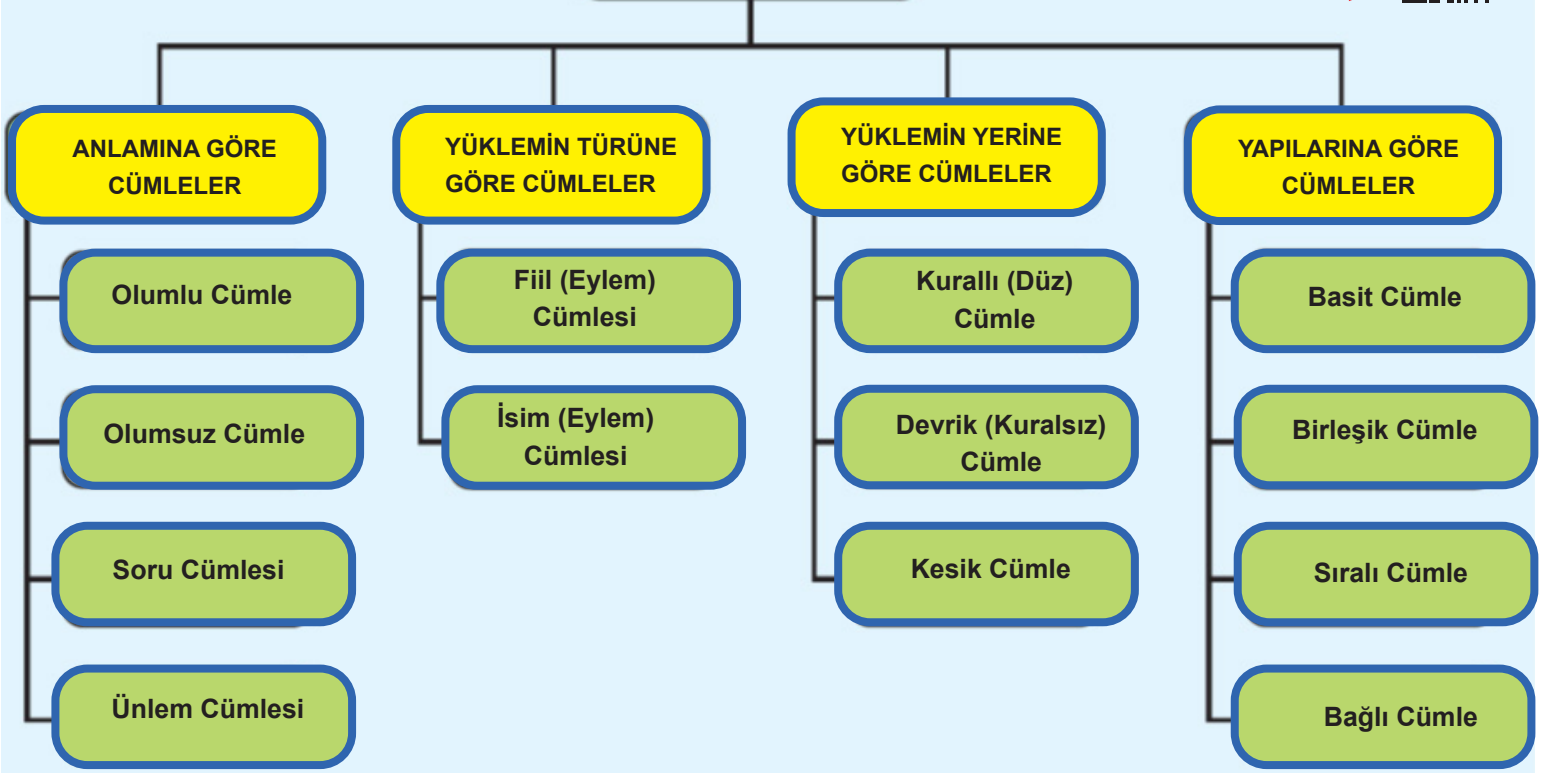 ANLAMINA GÖRE
CÜMLELER
Olumlu Cümle
Olumsuz Cümle
Soru Cümlesi
Ünlem Cümlesi
YÜKLEMİN TÜRÜNE
GÖRE CÜMLELER
Fiil (Eylem)
Cümlesi
İsim (Eylem)
Cümlesi
YÜKLEMİN YERİNE
GÖRE CÜMLELER
Kurallı (Düz)
Cümle
Devrik (Kuralsız)
Cümle
Kesik Cümle
YAPILARINA GÖRE
CÜMLELER
Basit Cümle
Birleşik Cümle
Sıralı Cümle
Bağlı Cümle